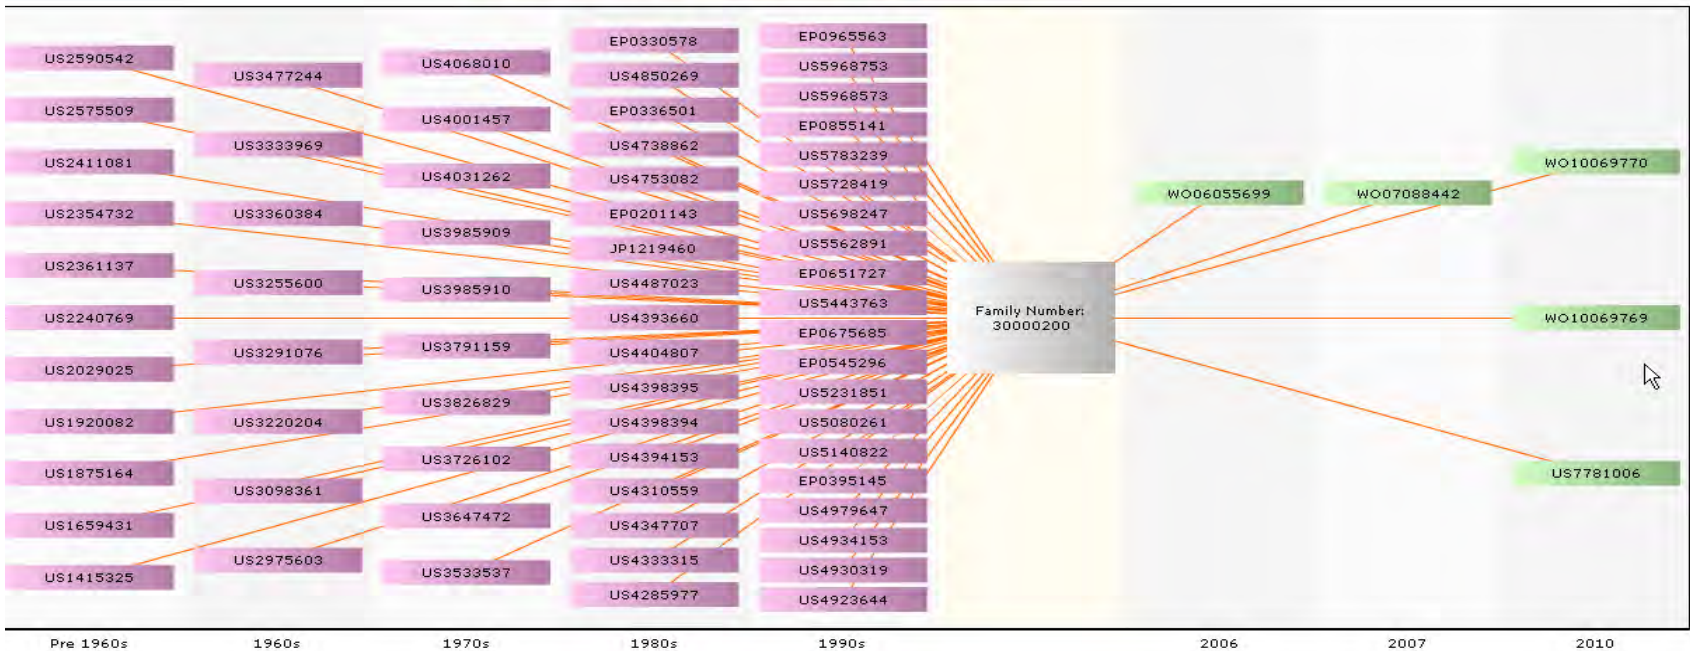 US2590542
US2575509
US2411081
US2354732
US2361137
US2240769
US2029025
US1920082
US1875164
US1659431
US1415325
US3477244
US3333969
US3360384
US3255600
US3291076
US3220204
US3098361
US2975603
US4068010
US4001457
US4031262
US3985909
US3985910
US3791159
US3826829
US3726102
US3647472
US3533537
EP0330578
US4850269
EP0336501
US4738862
US4753082
EP0201143
JP1219460
US4487023
US4393660
US4404807
US4398395
US4398394
US4394153
US4310559
US4347707
US4333315
US4285977
EP0965563
US5968753
US5968573
EP0855141
US5783239
US5728419
US5698247
US5562891
EP0651727
US5443763
EP0675685
EP0545296
US5231851
US5080261
US5140822
EP0395145
US4979647
US4934153
US4930319
US4923644
Family Number:
30000200
WO06055699
WO07088442
WO10069770
WO10069769
US7781006
Pre 1960s
1960s
1970s
1980s
1990s
2006
2007
2010